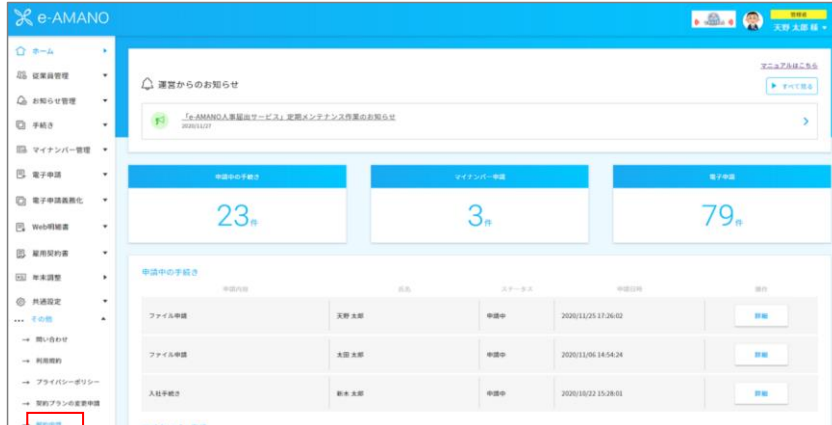 e-AMANO
管理者
天野 太郎 様
ホーム
従業員管理
お知らせ管理
手続き
マイナンバー管理
電子申請
電子申請義務化
Web明細書
雇用契約書
年末調整
共通設定
その他
問い合わせ
利用規約
プライバシーポリシー
契約プランの変更申請
解約申請
マニュアルはこちら
運営からのお知らせ
すべて見る
「e-AMANO人事届出サービス」定期メンテナンス作業のお知らせ
2020/11/27
申請中の手続き
マイナンバー申請
電子申請
23件
3件
79件
申請中の手続き
申請内容 氏名 ステータス 申請日時 操作
ファイル申請 天野 太郎 申請中 2020/11/25 17:26:02 詳細
ファイル申請 太田 太郎 申請中 2020/11/06 14:54:24 詳細
入社手続き 新水 太郎 申請中 2020/10/22 15:28:01 詳細